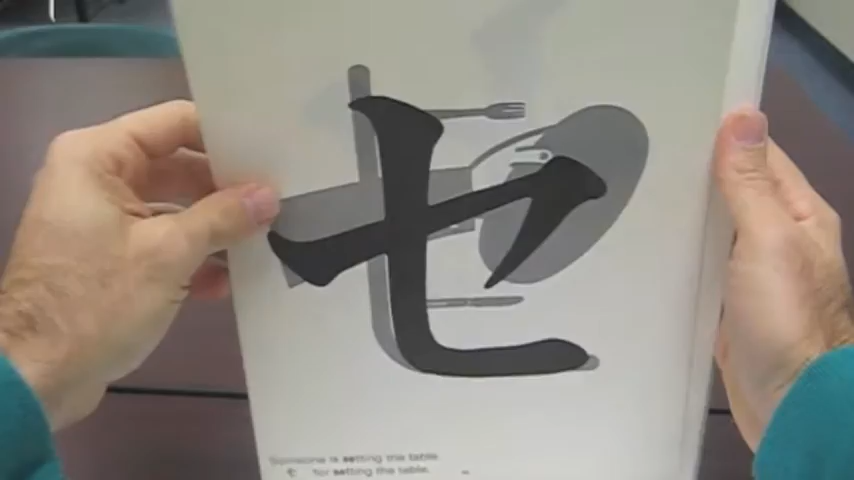 セ
Someone is setting the table
セ for setting the table.